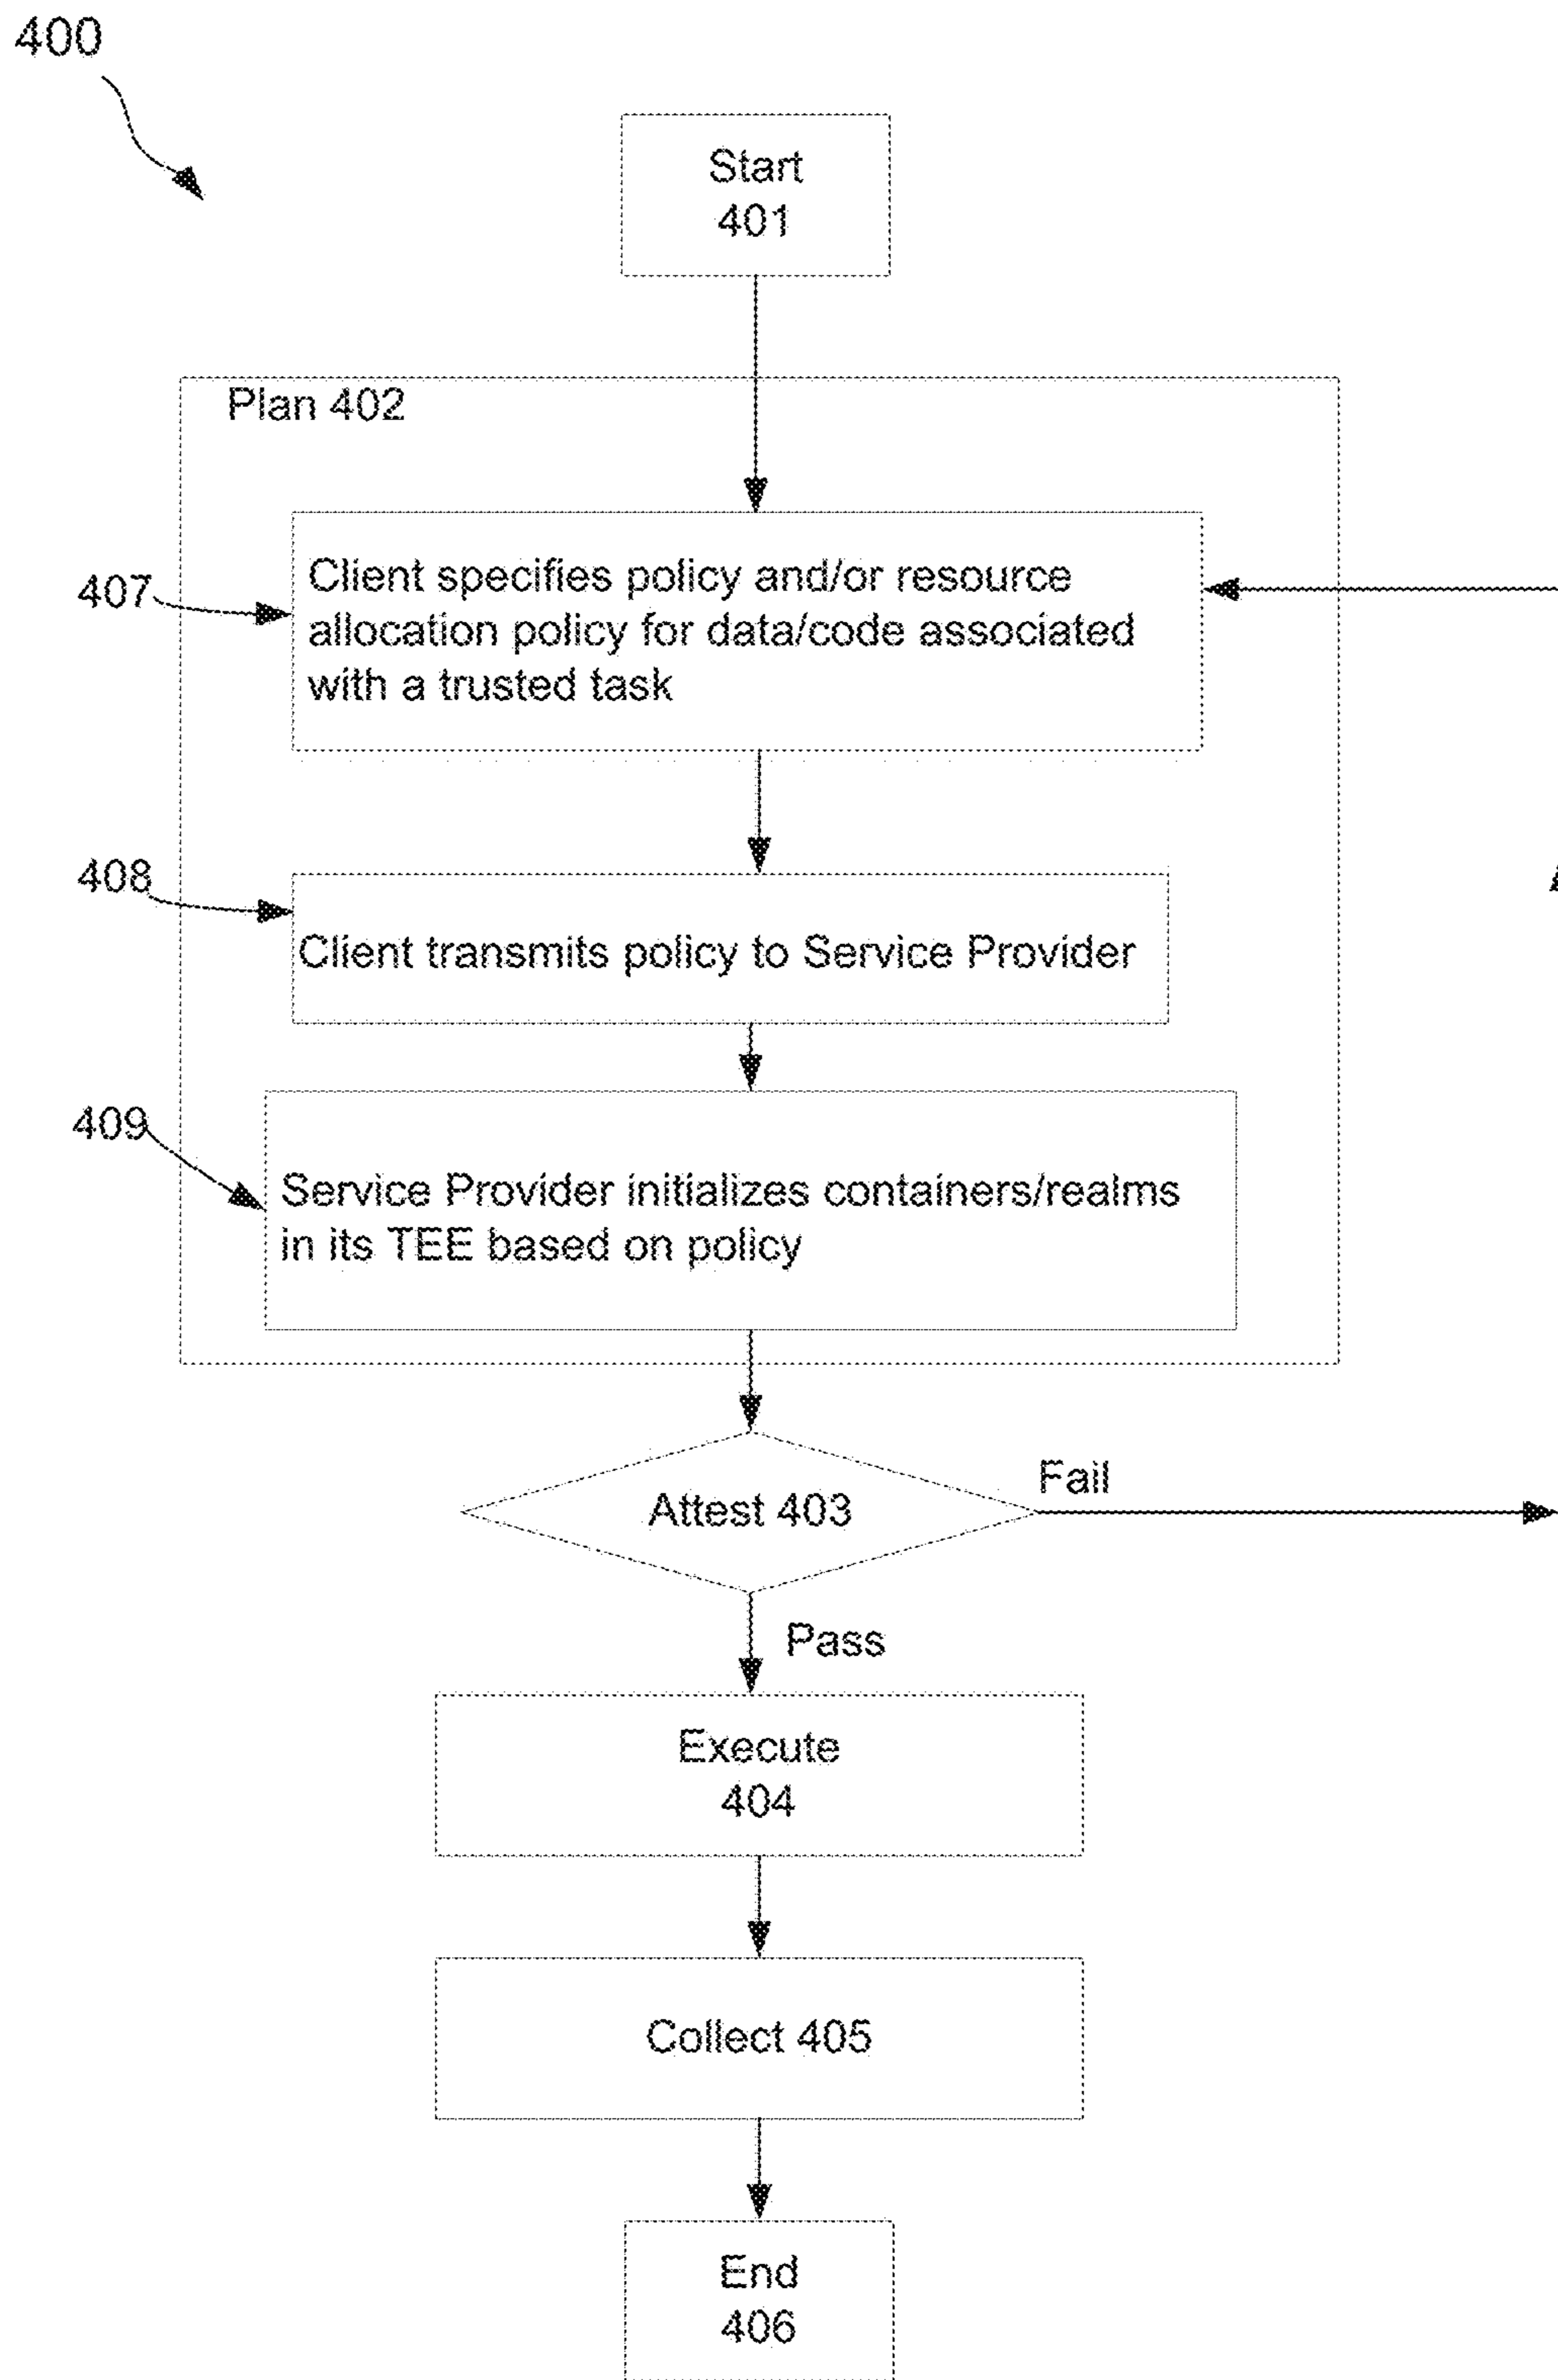 400
Start
401
Plan 402
407
Client specifies policy and/or resource
allocation policy for data/code associated
with a trusted task
408
Client transmits policy to Service Provider
409
Service Provider initializes containers/realms
in its TEE based on policy
Attest 403
Fail
Pass
Execute
404
Collect 405
End
406